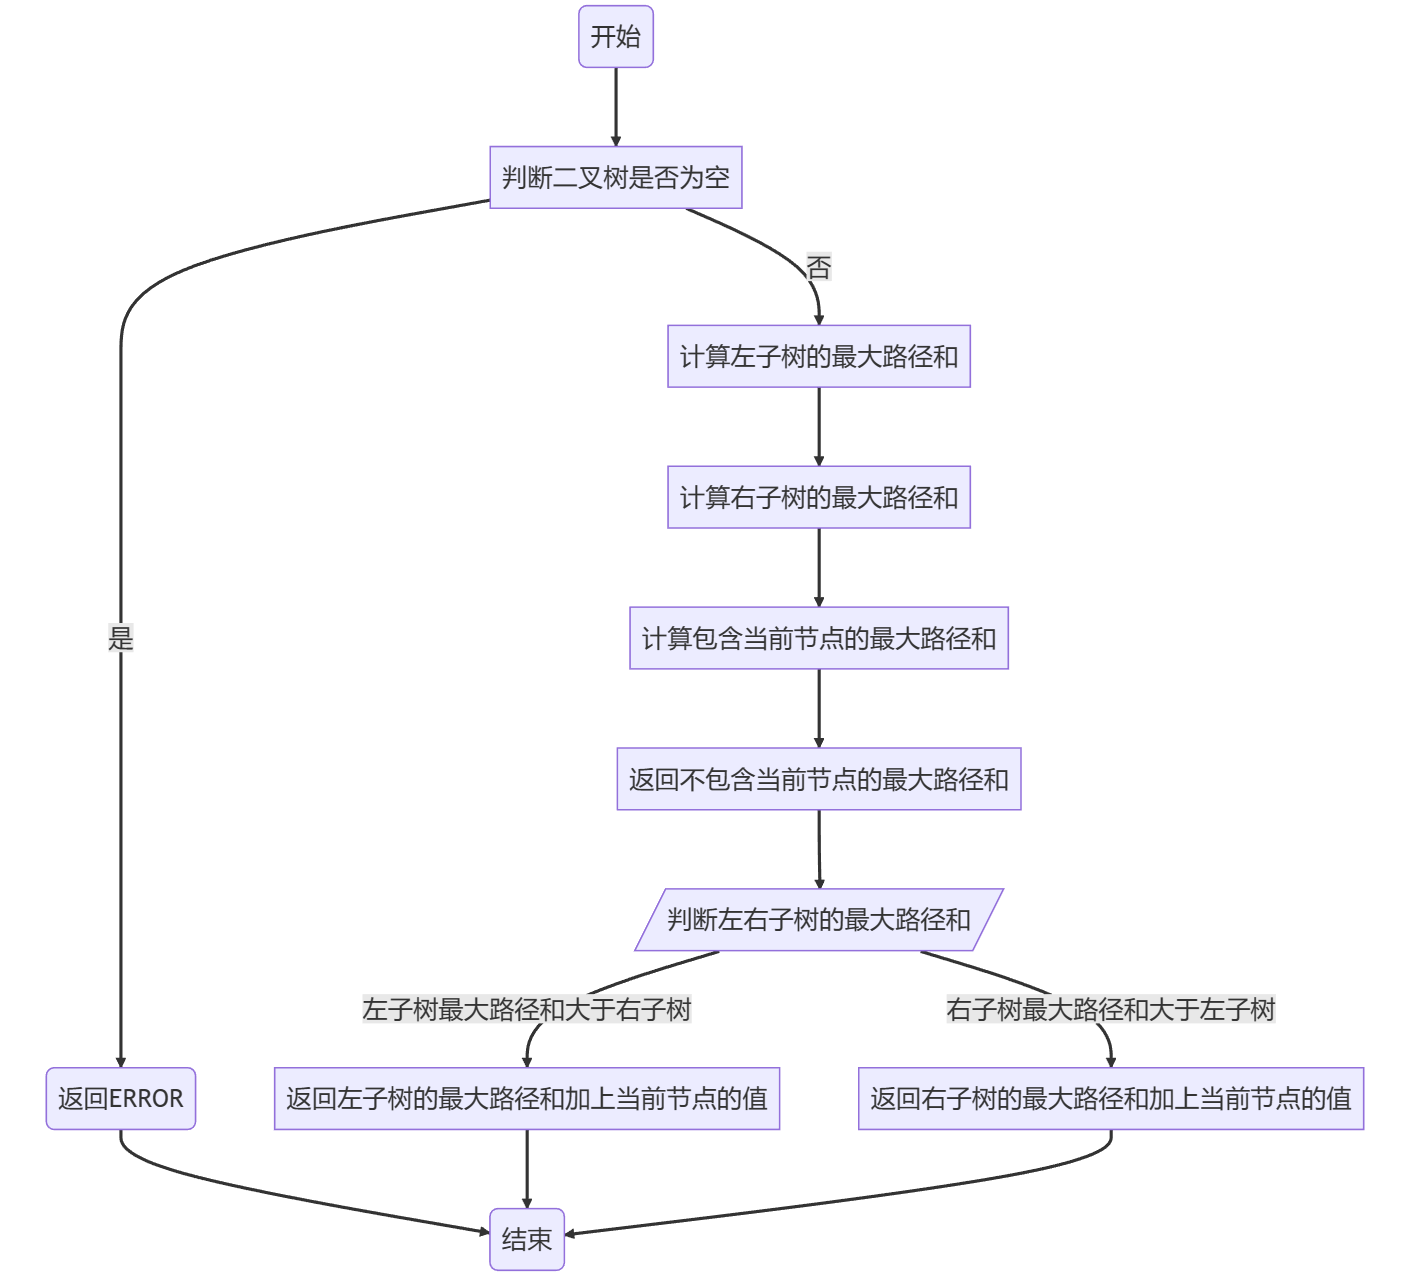 开始
判断二叉树是否为空
否
计算左子树的最大路径和
计算右子树的最大路径和
是
计算包含当前节点的最大路径和
返回不包含当前节点的最大路径和
判断左右子树的最大路径和
左子树最大路径和大于右子树
右子树最大路径和大于左子树
返回ERROR
返回左子树的最大路径和加上当前节点的值
返回右子树的最大路径和加上当前节点的值
结束